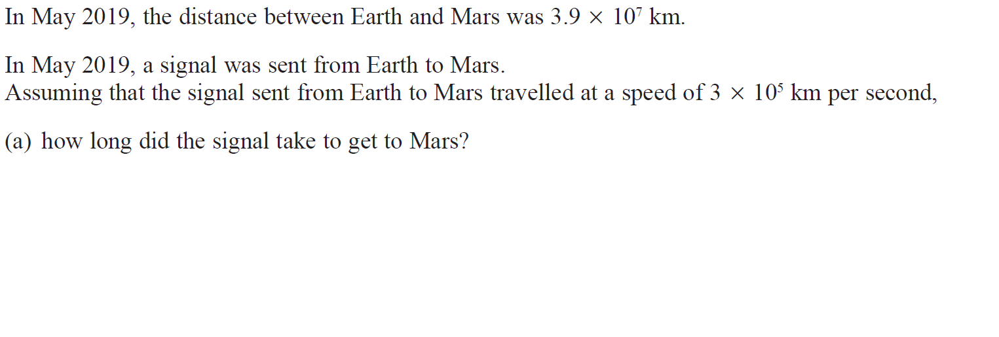 In May 2019, the distance between Earth and Mars was 3.9 × 10⁷ km.
In May 2019, a signal was sent from Earth to Mars.
Assuming that the signal sent from Earth to Mars travelled at a speed of 3 × 10⁵ km per second,
(a) how long did the signal take to get to Mars?